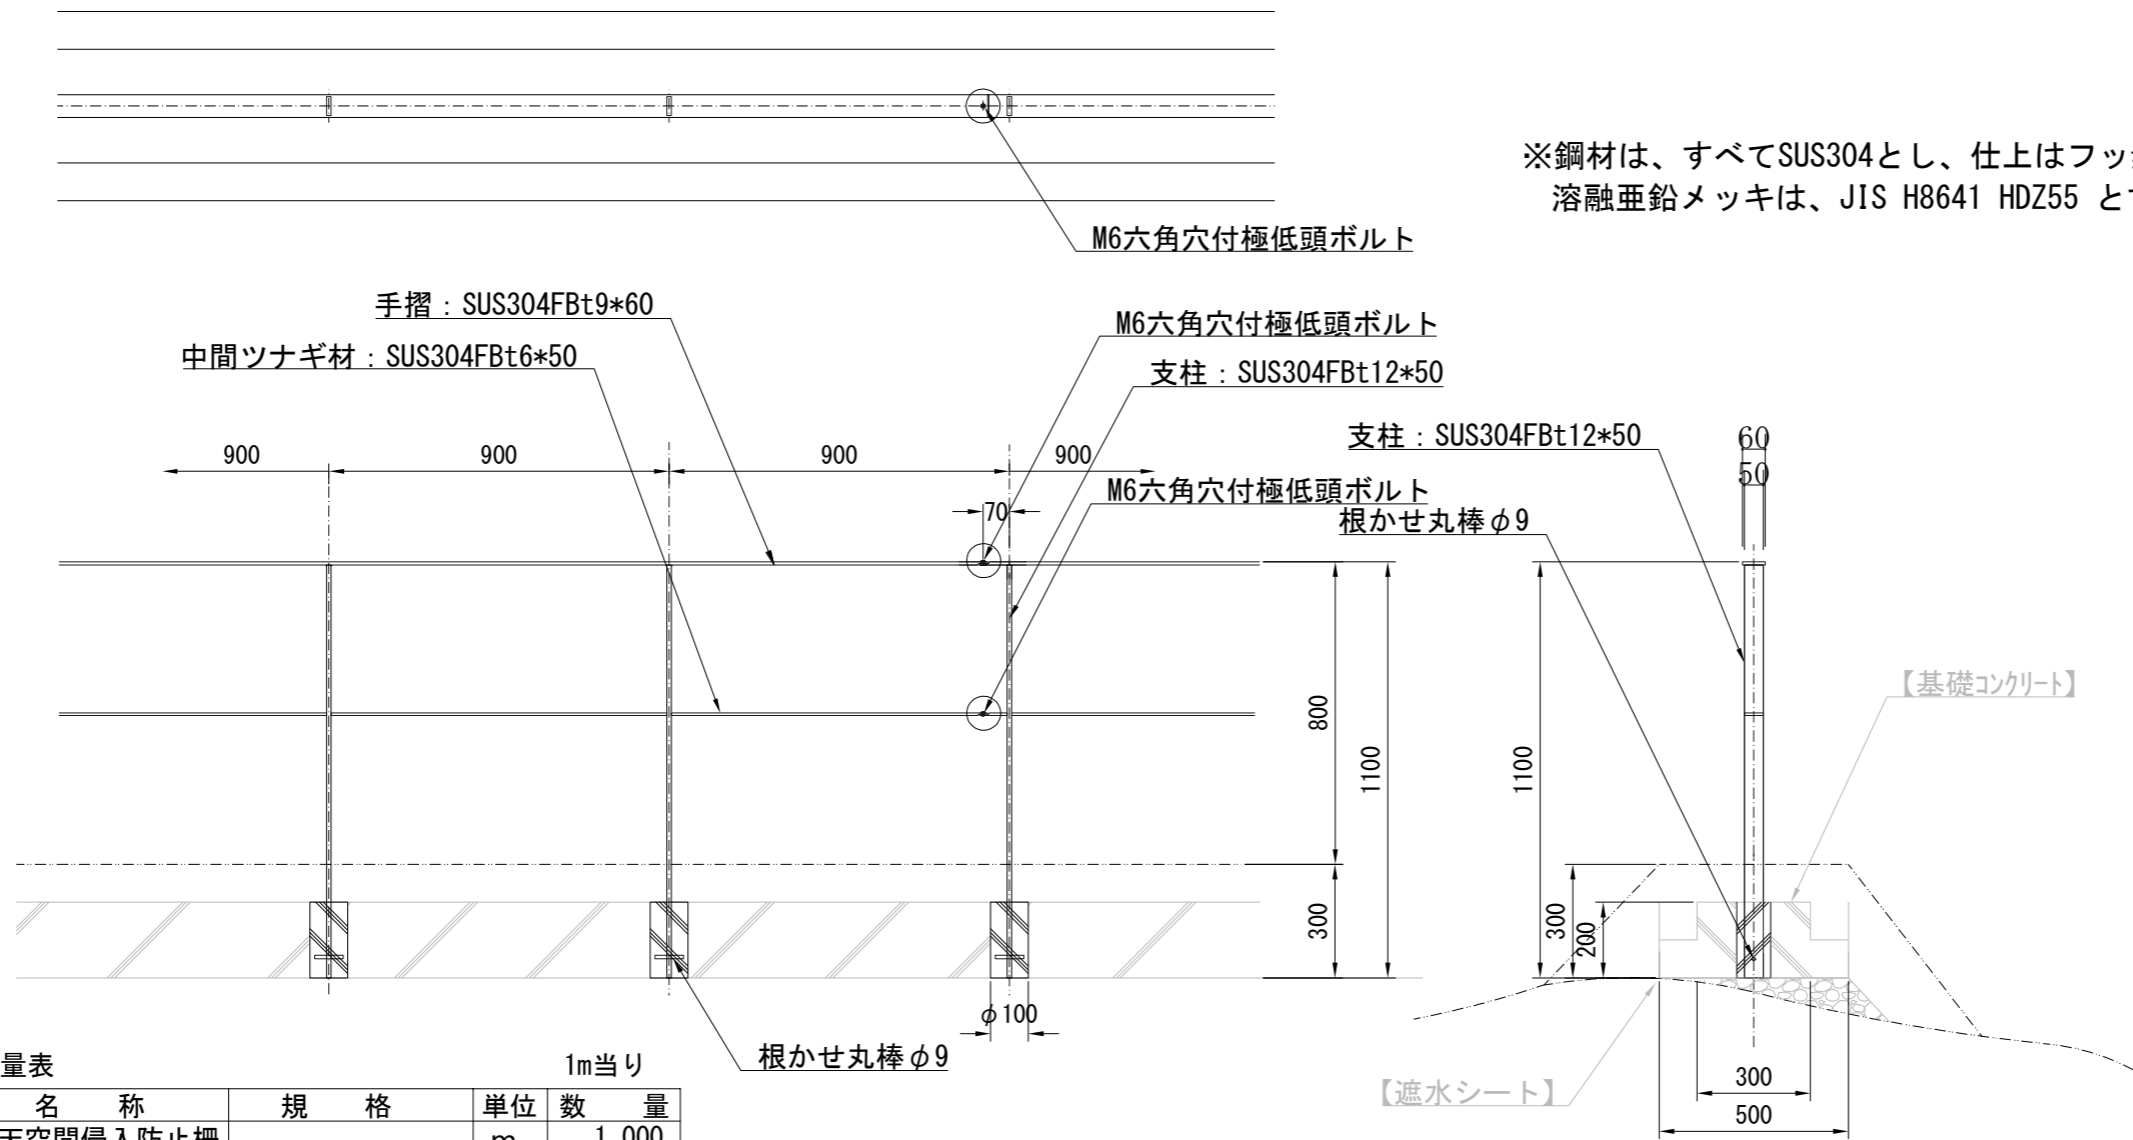 ※鋼材は、すべてSUS304とし、仕上はフッ
溶融亜鉛メッキは、JIS H8641 HDZ55 と
M6六角穴付極低頭ボルト
手摺：SUS304FBt9*60
M6六角穴付極低頭ボルト
中間ツナギ材：SUS304FBt6*50
支柱：SUS304FBt12*50
支柱：SUS304FBt12*50
60
50
900
900
900
900
M6六角穴付極低頭ボルト
70
根かせ丸棒φ9
【基礎コンクリート】
800
1100
1100
300
300
200
φ100
根かせ丸棒φ9
【遮水シート】
300
500
量表
1m当り
名 称
規 格
単位
数 量
空間侵入防止柵
m
1.000